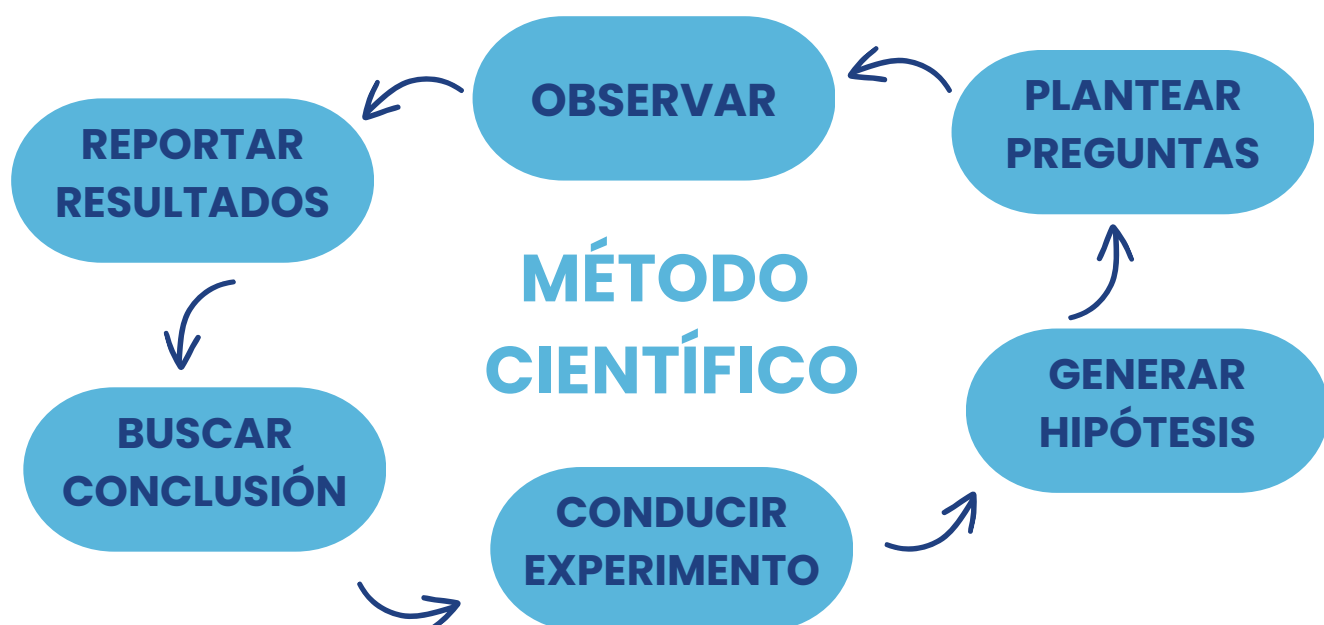 OBSERVAR
PLANTEAR
PREGUNTAS
REPORTAR
RESULTADOS
MÉTODO
CIENTÍFICO
GENERAR
HIPÓTESIS
BUSCAR
CONCLUSIÓN
CONDUCIR
EXPERIMENTO